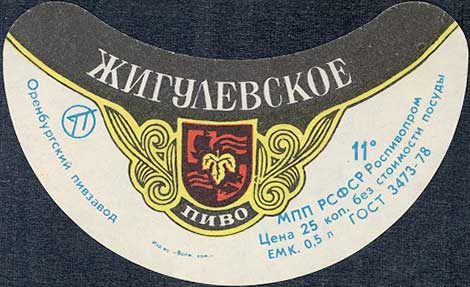 ЖИГУЛЕВСКОЕ
ПИВО
Оренбургский пивзавод
11°
МПП РСФСР Роспивопром
Цена 25 коп. без стоимости посуды
ЕМК. 0,5 л ГОСТ 3473-78